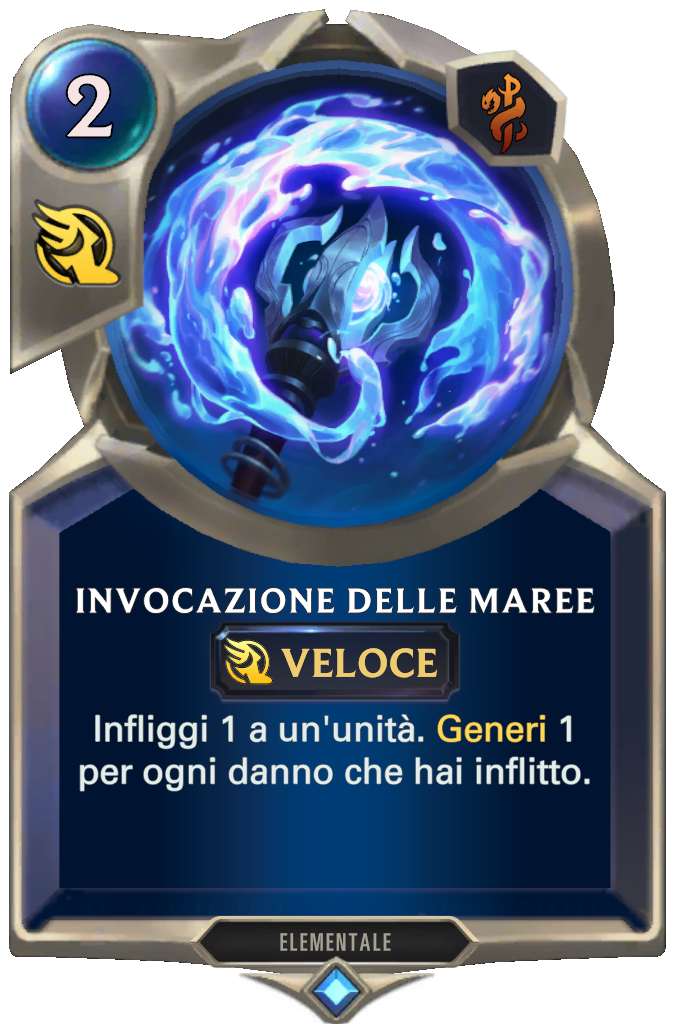 2
INVOCAZIONE DELLE MAREE
VELOCE
Infliggi 1 a un'unità. Generi 1
per ogni danno che hai inflitto.
ELEMENTALE